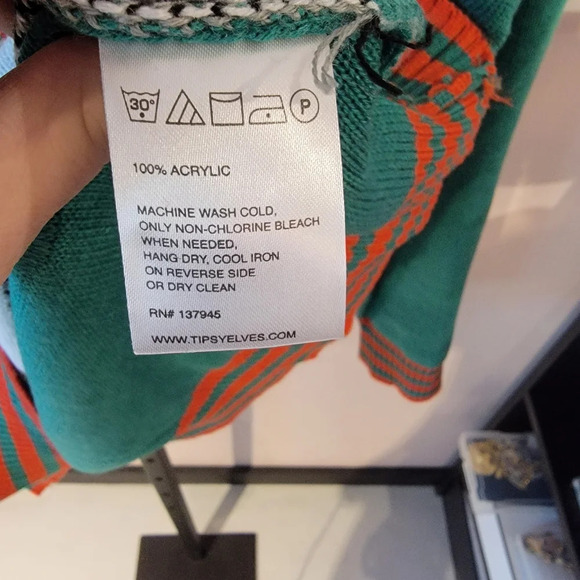 30°
P
100% ACRYLIC
MACHINE WASH COLD,
ONLY NON-CHLORINE BLEACH
WHEN NEEDED,
HANG DRY, COOL IRON
ON REVERSE SIDE
OR DRY CLEAN
RN# 137945
WWW.TIPSYELVES.COM